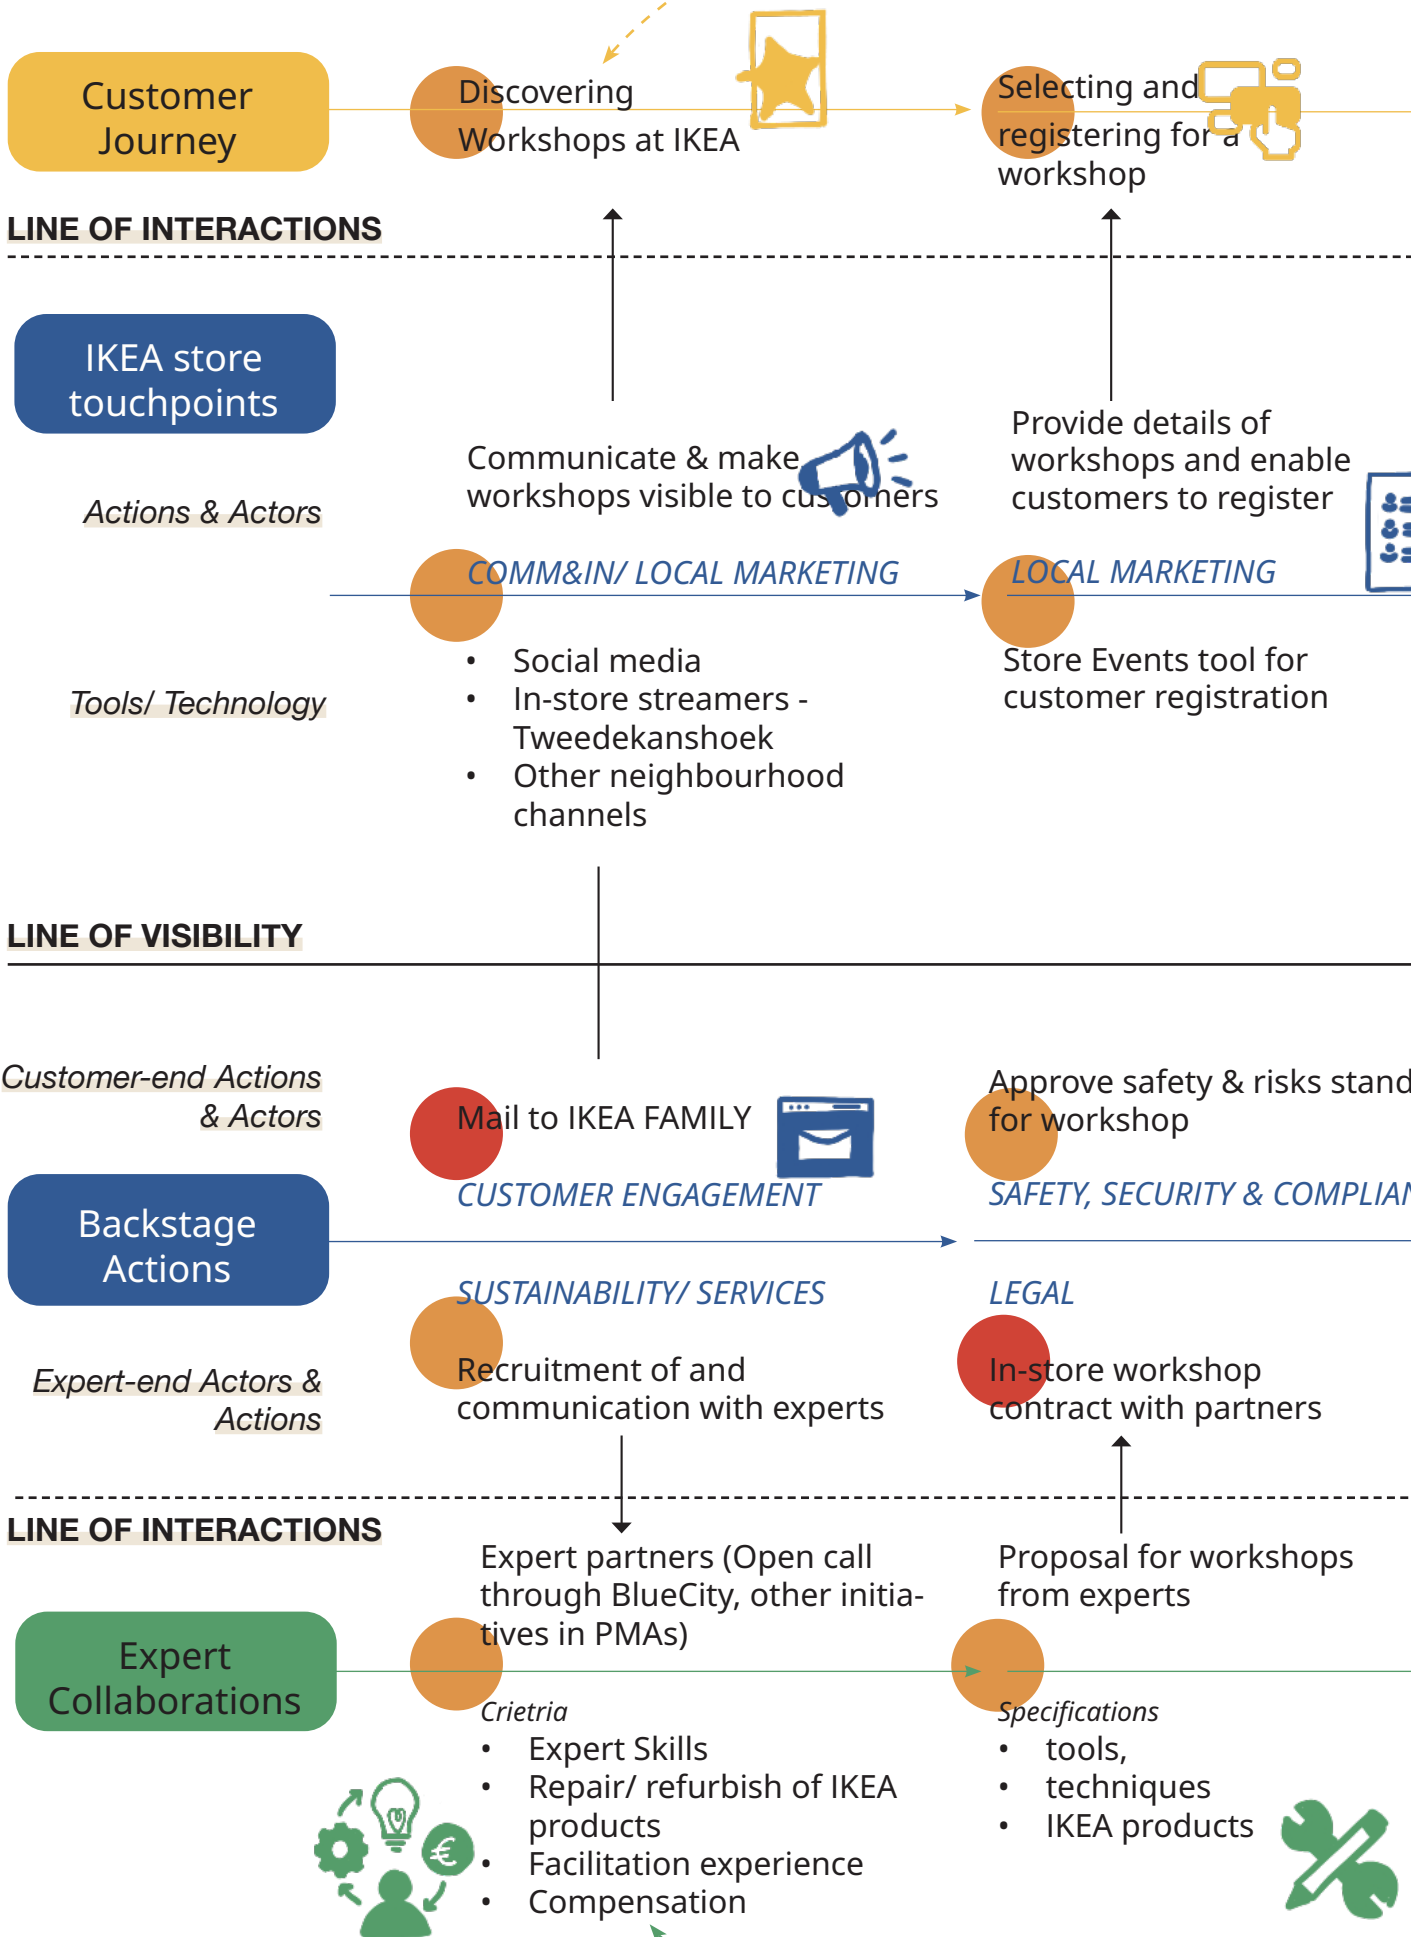 Customer
Journey
Discovering
Workshops at IKEA
Selecting and
registering for a
workshop
LINE OF INTERACTIONS
IKEA store
touchpoints
Actions & Actors
Communicate & make
workshops visible to customers
COMM&IN/ LOCAL MARKETING
Provide details of
workshops and enable
customers to register
LOCAL MARKETING
Tools/ Technology
• Social media
• In-store streamers -
Tweedekanshoek
• Other neighbourhood
channels
Store Events tool for
customer registration
LINE OF VISIBILITY
Customer-end Actions
& Actors
Mail to IKEA FAMILY
CUSTOMER ENGAGEMENT
Approve safety & risks stand
for workshop
SAFETY, SECURITY & COMPLIAN
Backstage
Actions
SUSTAINABILITY/ SERVICES
LEGAL
Expert-end Actors &
Actions
Recruitment of and
communication with experts
In-store workshop
contract with partners
LINE OF INTERACTIONS
Expert partners (Open call
through BlueCity, other initia-
tives in PMAs)
Proposal for workshops
from experts
Expert
Collaborations
Crietria
• Expert Skills
• Repair/ refurbish of IKEA
products
• Facilitation experience
• Compensation
Specifications
• tools,
• techniques
• IKEA products
€